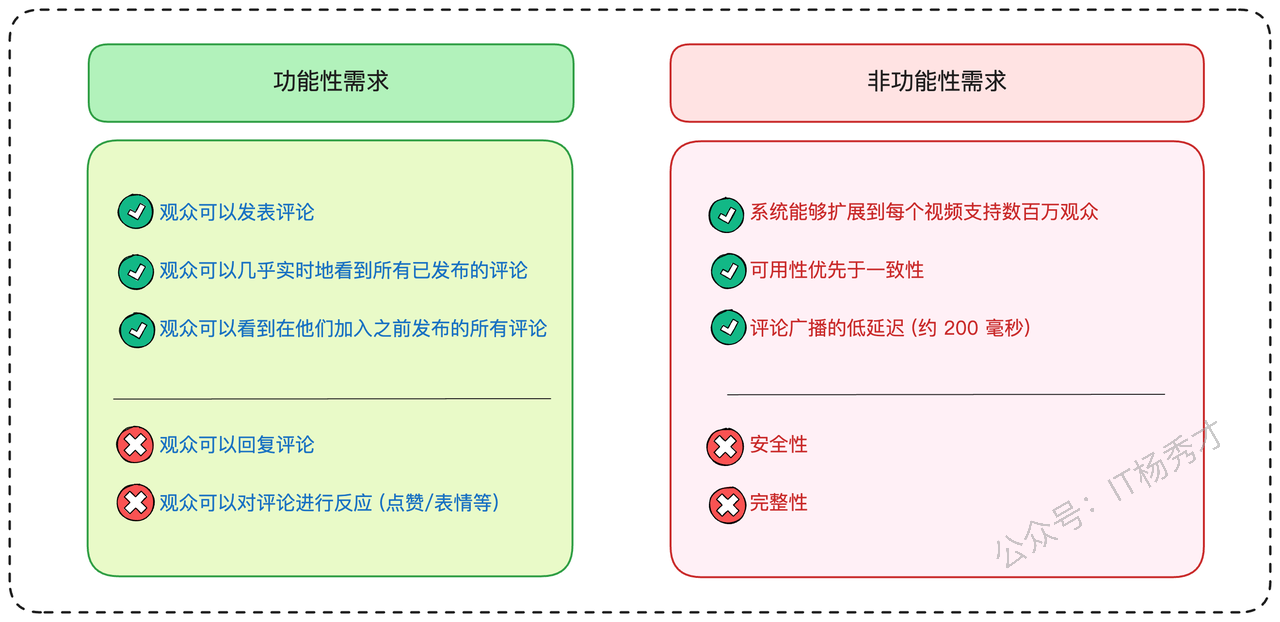 功能性需求
观众可以发表评论
观众可以几乎实时地看到所有已发布的评论
观众可以看到在他们加入之前发布的所有评论
观众可以回复评论
观众可以对评论进行反应 (点赞/表情等)
非功能性需求
系统能够扩展到每个视频支持数百万观众
可用性优先于一致性
评论广播的低延迟 (约 200 毫秒)
安全性
完整性
公众号：IT杨秀才